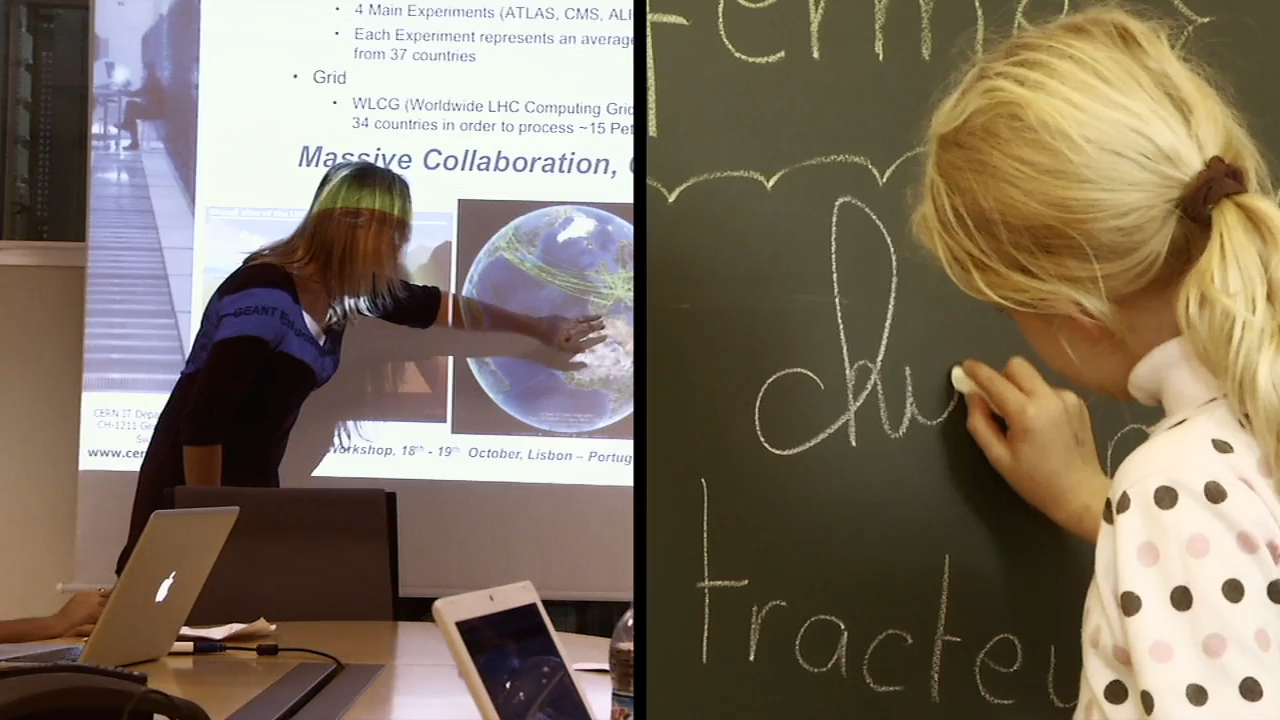 4 Main Experiments (ATLAS, CMS, ALI
Each Experiment represents an average
from 37 countries
Grid
WLCG (Worldwide LHC Computing Grid
34 countries in order to process ~15 Pet
Massive Collaboration,
GEANT
CERN IT Depa
CH-1211 Ge
www.cer
Workshop, 18th - 19th October, Lisbon – Portug
ferme
chu
tracteu